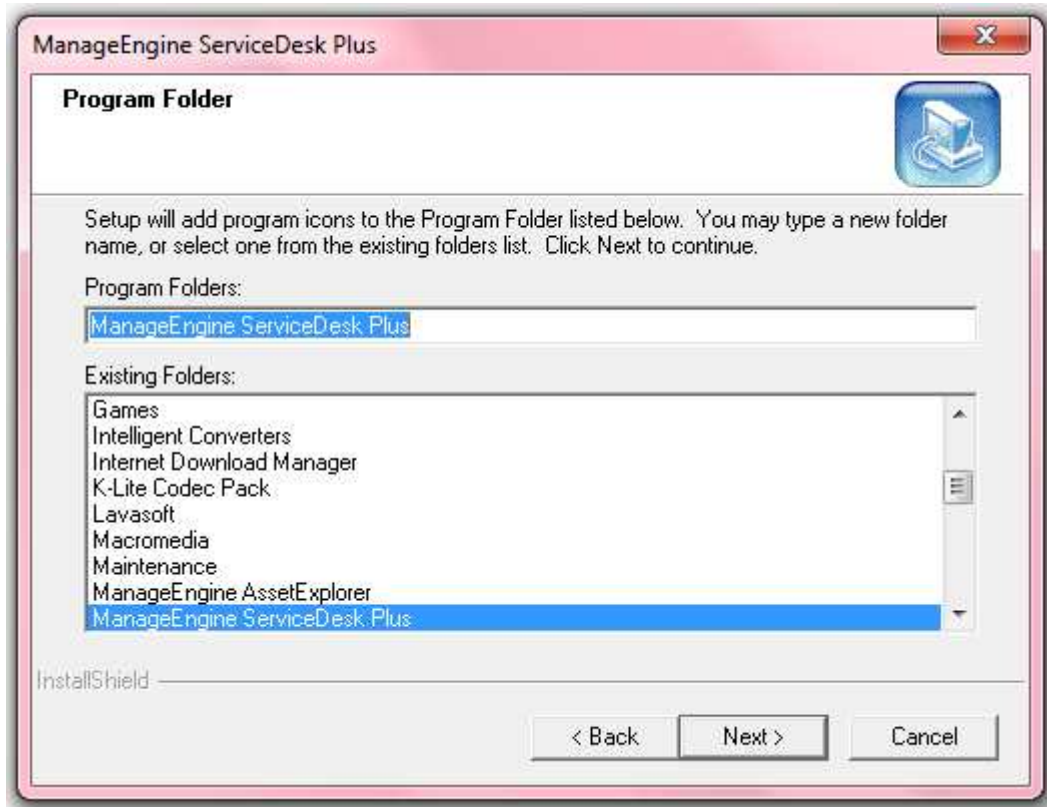 ManageEngine ServiceDesk Plus
Program Folder
Setup will add program icons to the Program Folder listed below.  You may type a new folder
name, or select one from the existing folders list.  Click Next to continue.
Program Folders:
ManageEngine ServiceDesk Plus
Existing Folders:
Games
Intelligent Converters
Internet Download Manager
K-Lite Codec Pack
Lavasoft
Macromedia
Maintenance
ManageEngine AssetExplorer
ManageEngine ServiceDesk Plus
InstallShield
< Back
Next >
Cancel